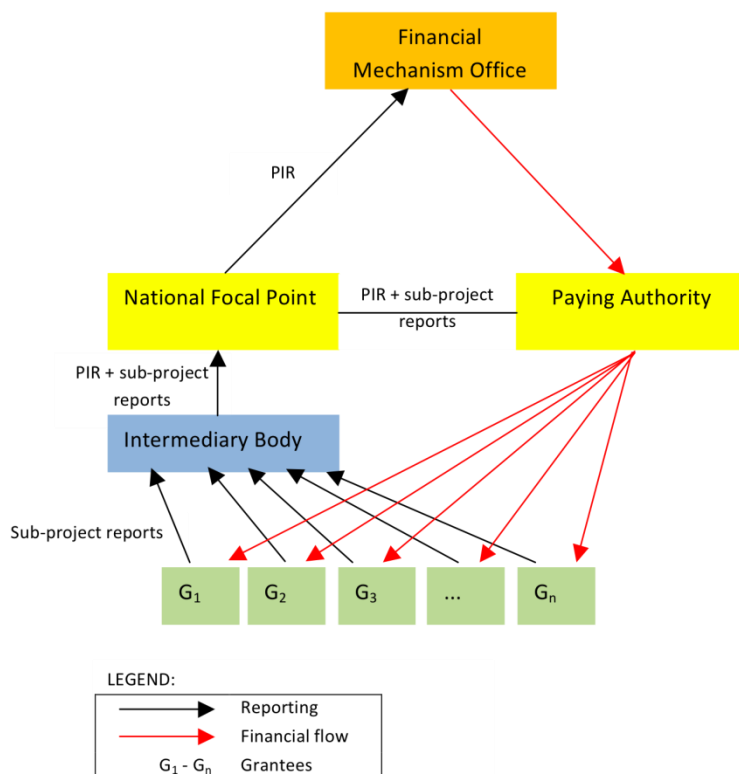 Financial
Mechanism Office
PIR
National Focal Point
PIR + sub-project
reports
Paying Authority
PIR + sub-project
reports
Intermediary Body
Sub-project reports
G₁
G₂
G₃
...
Gₙ
LEGEND:
Reporting
Financial flow
G₁ - Gₙ Grantees